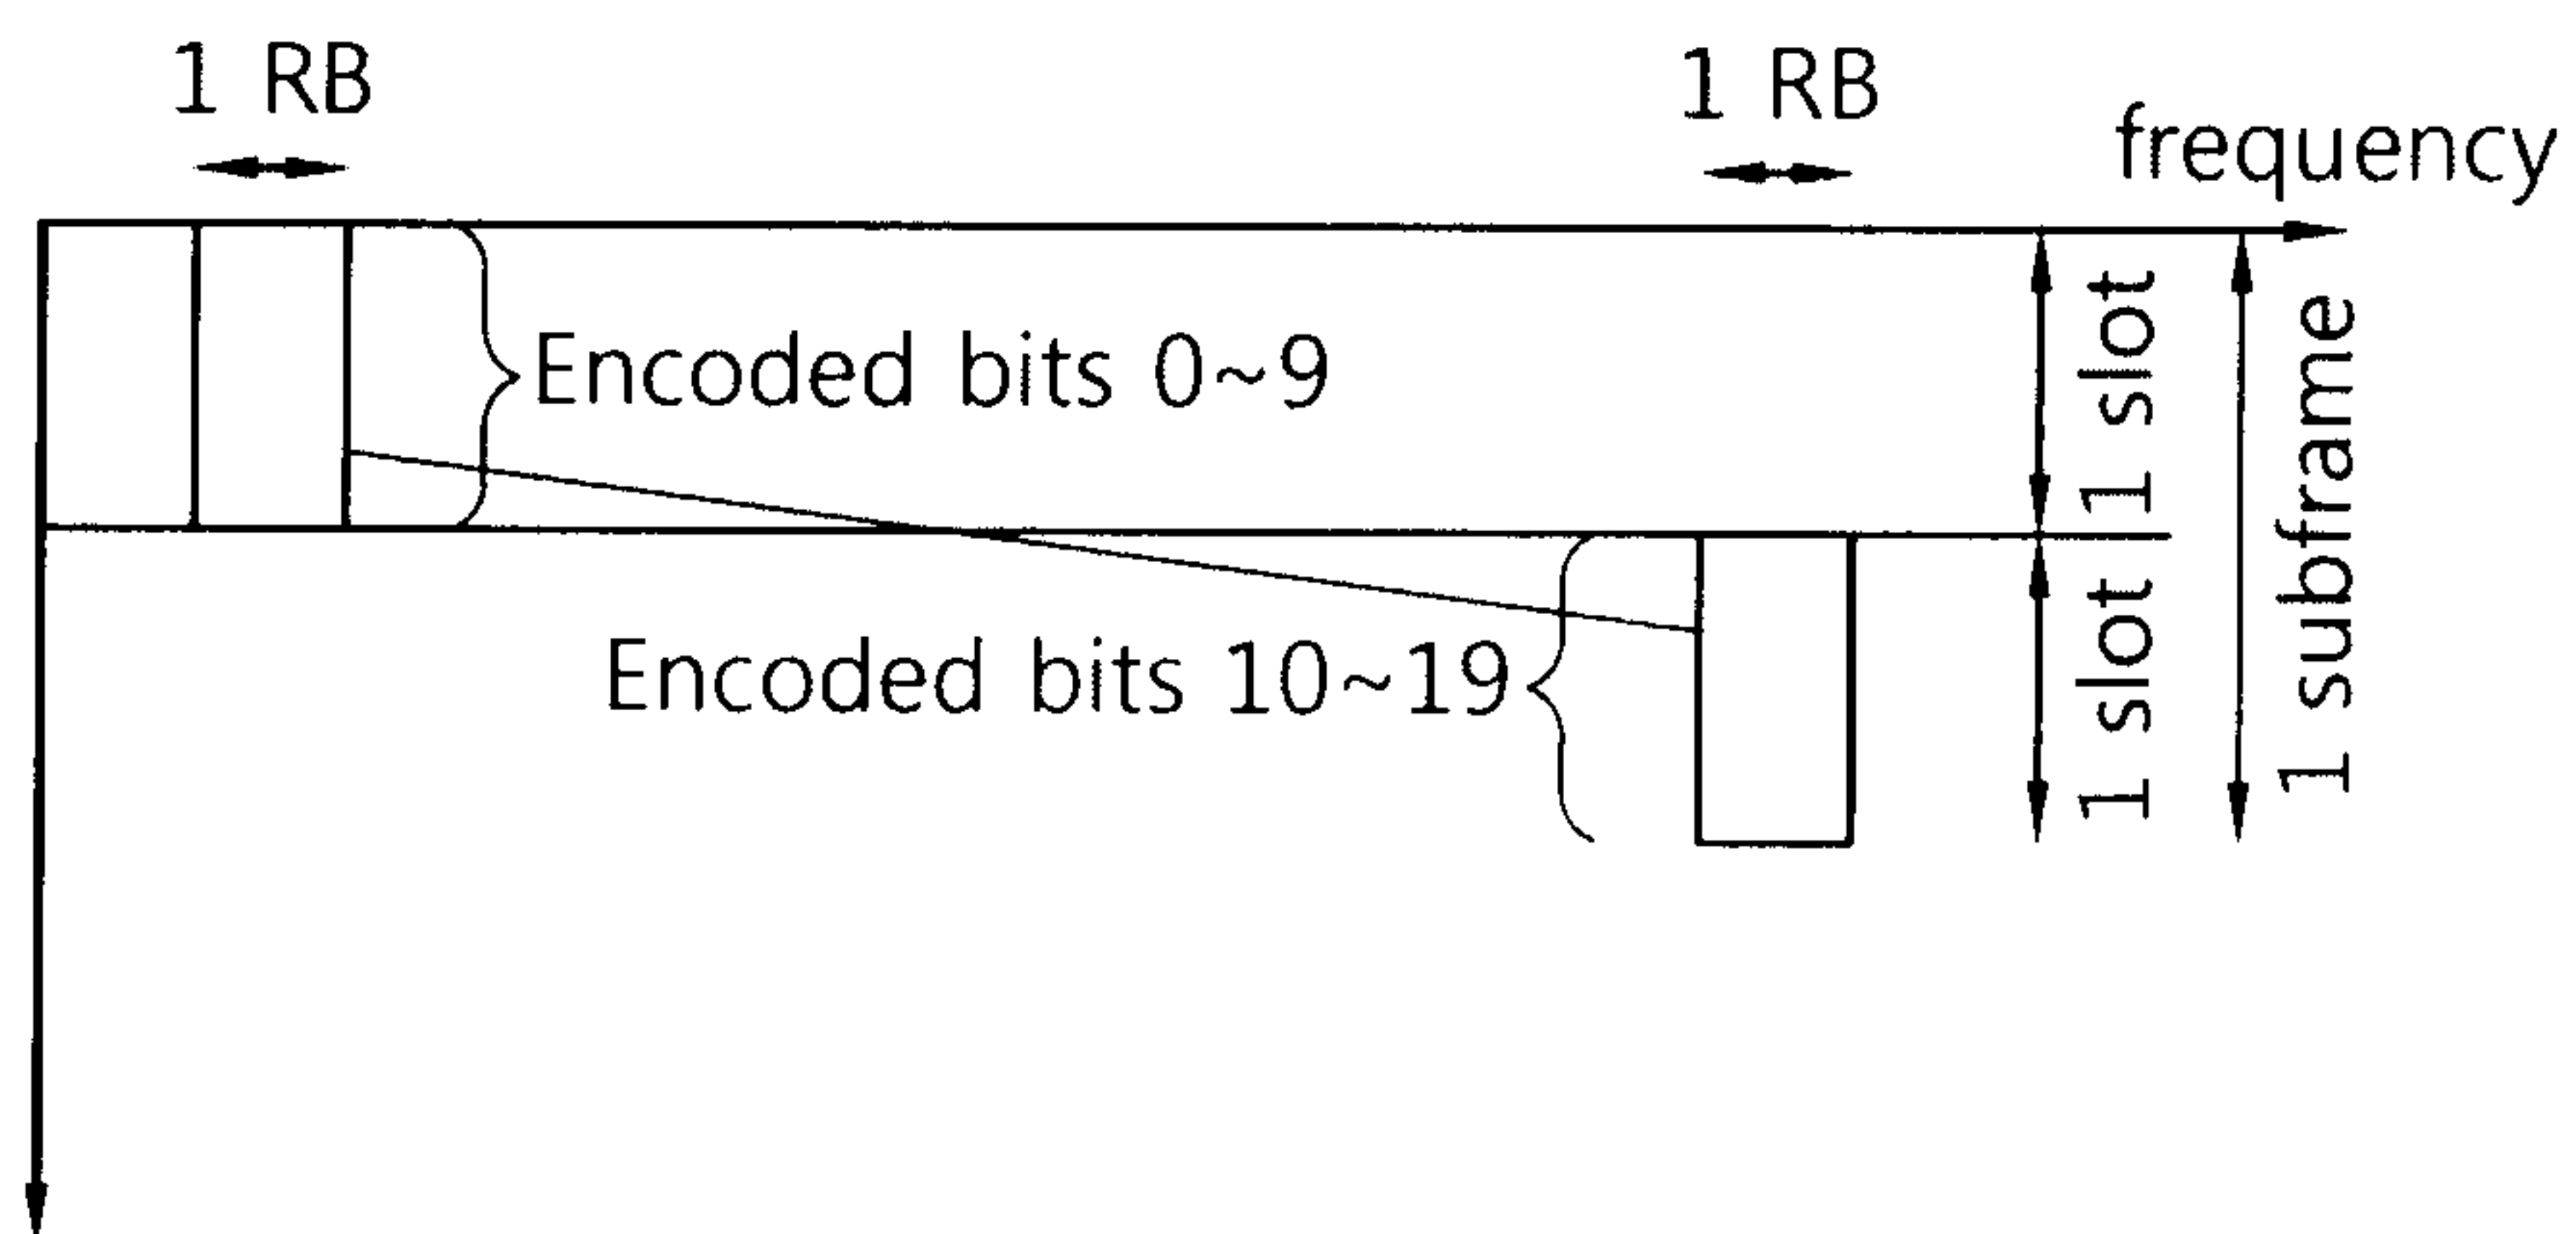 1 RB
1 RB
frequency
Encoded bits 0~9
1 slot
1 subframe
Encoded bits 10~19
1 slot